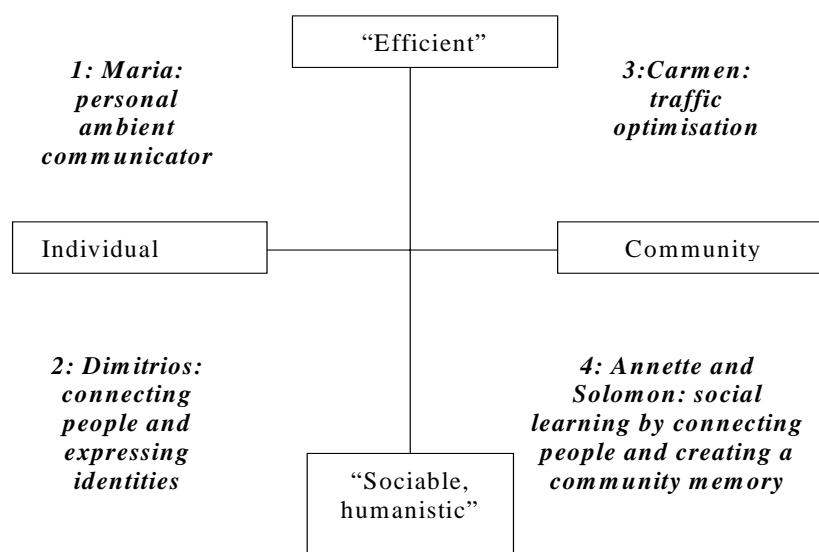 “Efficient”
1: Maria:
personal
ambient
communicator
3:Carmen:
traffic
optimisation
Individual
Community
2: Dimitrios:
connecting
people and
expressing
identities
4: Annette and
Solomon: social
learning by connecting
people and creating a
community memory
“Sociable,
humanistic”